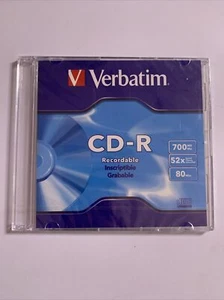 Verbatim
CD-R
Recordable
Inscriptible
Grabable
700
52x
80